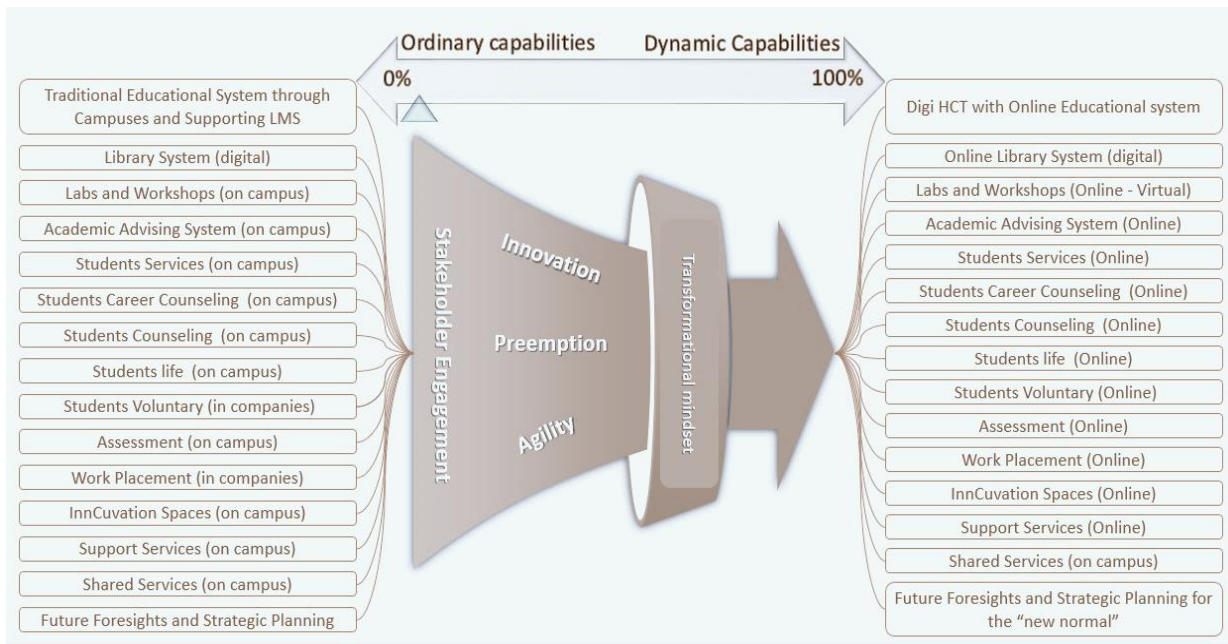 Ordinary capabilities
Dynamic Capabilities
0%
100%
Traditional Educational System through
Campuses and Supporting LMS
Library System (digital)
Labs and Workshops (on campus)
Academic Advising System (on campus)
Students Services (on campus)
Students Career Counseling (on campus)
Students Counseling (on campus)
Students life (on campus)
Students Voluntary (in companies)
Assessment (on campus)
Work Placement (in companies)
InnCuvation Spaces (on campus)
Support Services (on campus)
Shared Services (on campus)
Future Foresights and Strategic Planning
Stakeholder Engagement
Innovation
Preemption
Agility
Transformational mindset
Digi HCT with Online Educational system
Online Library System (digital)
Labs and Workshops (Online - Virtual)
Academic Advising System (Online)
Students Services (Online)
Students Career Counseling (Online)
Students Counseling (Online)
Students life (Online)
Students Voluntary (Online)
Assessment (Online)
Work Placement (Online)
InnCuvation Spaces (Online)
Support Services (Online)
Shared Services (on campus)
Future Foresights and Strategic Planning for
the “new normal”